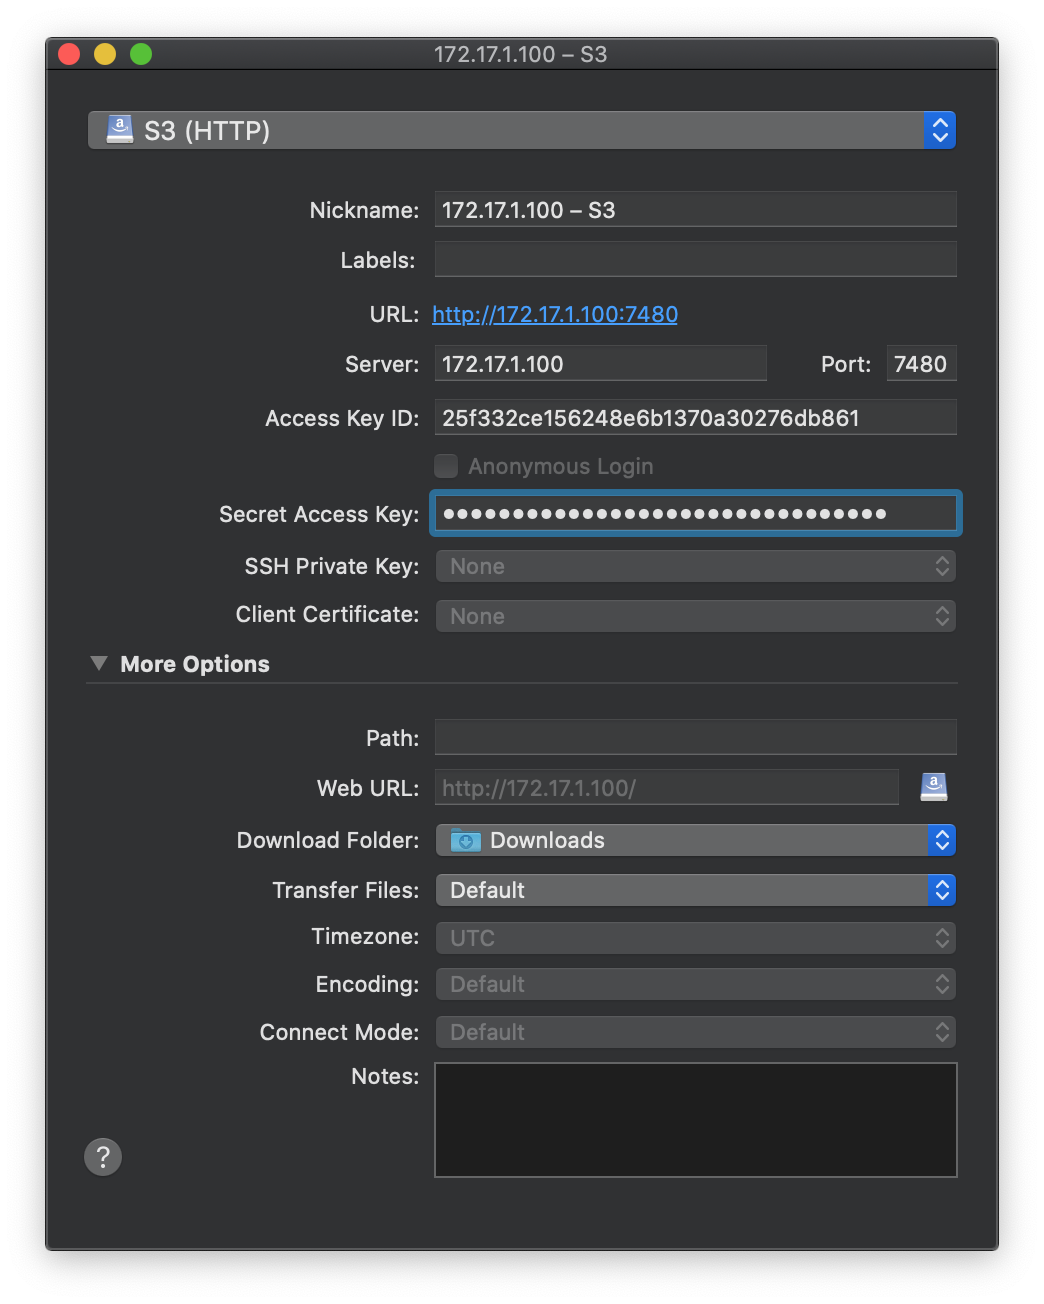 172.17.1.100 – S3
S3 (HTTP)
Nickname: 172.17.1.100 – S3
Labels:
URL: http://172.17.1.100:7480
Server: 172.17.1.100 Port: 7480
Access Key ID: 25f332ce156248e6b1370a30276db861
Anonymous Login
Secret Access Key: ••••••••••••••••••••••••••••••••
SSH Private Key: None
Client Certificate: None
More Options
Path:
Web URL: http://172.17.1.100/
Download Folder: Downloads
Transfer Files: Default
Timezone: UTC
Encoding: Default
Connect Mode: Default
Notes:
?